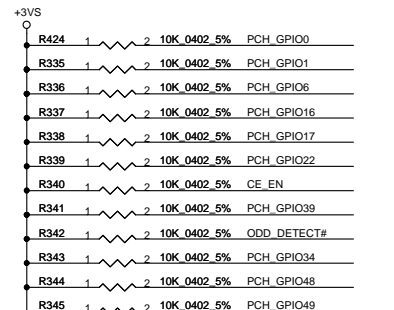 +3VS
R424 1 2 10K_0402_5% PCH_GPIO0
R335 1 2 10K_0402_5% PCH_GPIO1
R336 1 2 10K_0402_5% PCH_GPIO6
R337 1 2 10K_0402_5% PCH_GPIO16
R338 1 2 10K_0402_5% PCH_GPIO17
R339 1 2 10K_0402_5% PCH_GPIO22
R340 1 2 10K_0402_5% CE_EN
R341 1 2 10K_0402_5% PCH_GPIO39
R342 1 2 10K_0402_5% ODD_DETECT#
R343 1 2 10K_0402_5% PCH_GPIO34
R344 1 2 10K_0402_5% PCH_GPIO48
R345 1 2 10K_0402_5% PCH_GPIO49